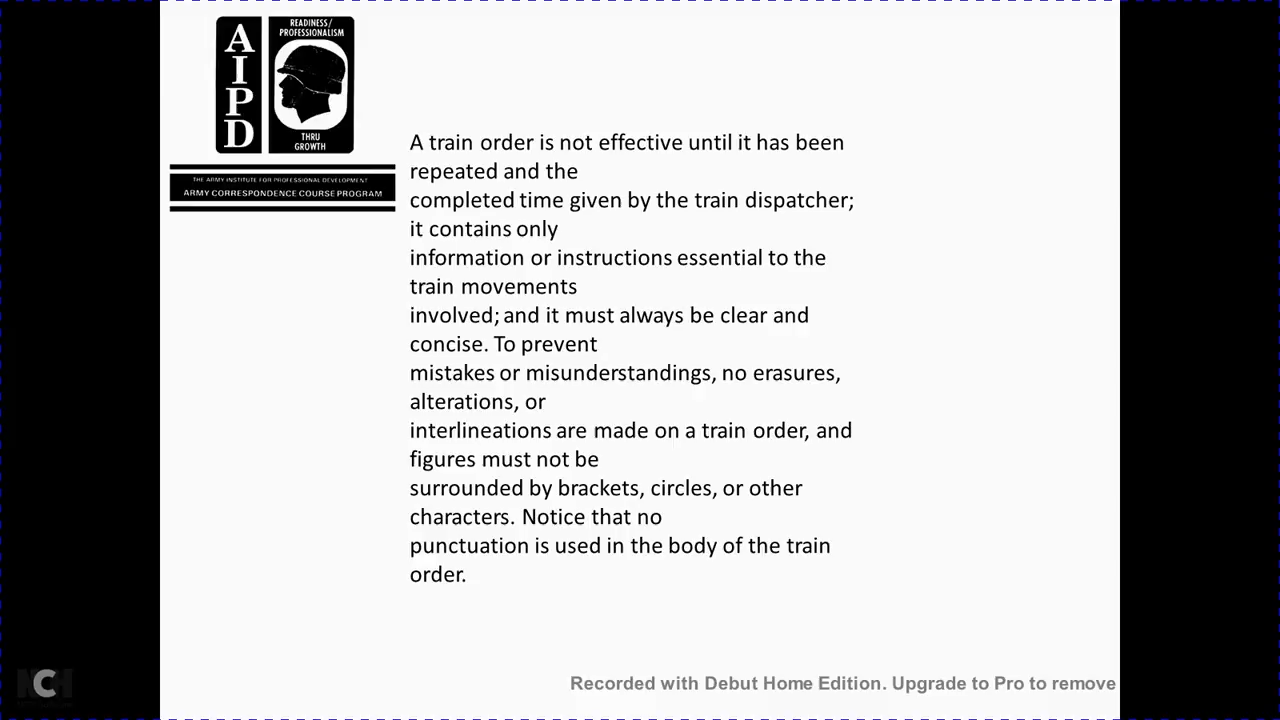 AIPD
READINESS/
PROFESSIONALISM
THRU
GROWTH
THE ARMY INSTITUTE FOR PROFESSIONAL DEVELOPMENT
ARMY CORRESPONDENCE COURSE PROGRAM
A train order is not effective until it has been
repeated and the
completed time given by the train dispatcher;
it contains only
information or instructions essential to the
train movements
involved; and it must always be clear and
concise. To prevent
mistakes or misunderstandings, no erasures,
alterations, or
interlineations are made on a train order, and
figures must not be
surrounded by brackets, circles, or other
characters. Notice that no
punctuation is used in the body of the train
order.
NCH
Recorded with Debut Home Edition. Upgrade to Pro to remove